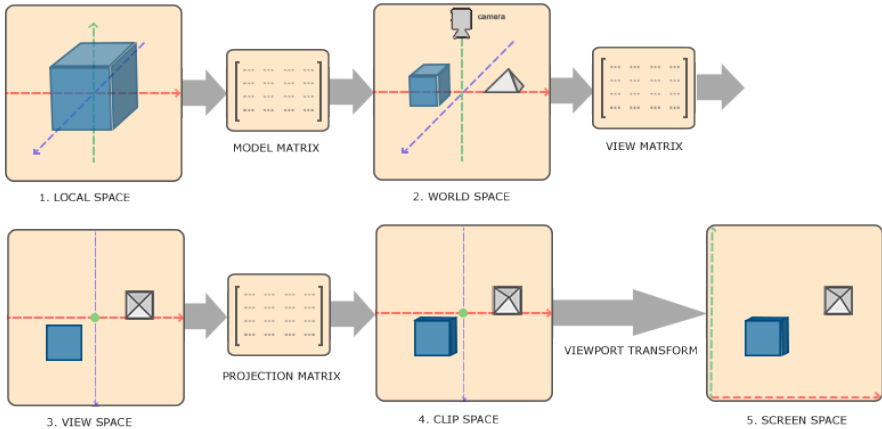 camera
MODEL MATRIX
VIEW MATRIX
1. LOCAL SPACE
2. WORLD SPACE
PROJECTION MATRIX
VIEWPORT TRANSFORM
3. VIEW SPACE
4. CLIP SPACE
5. SCREEN SPACE